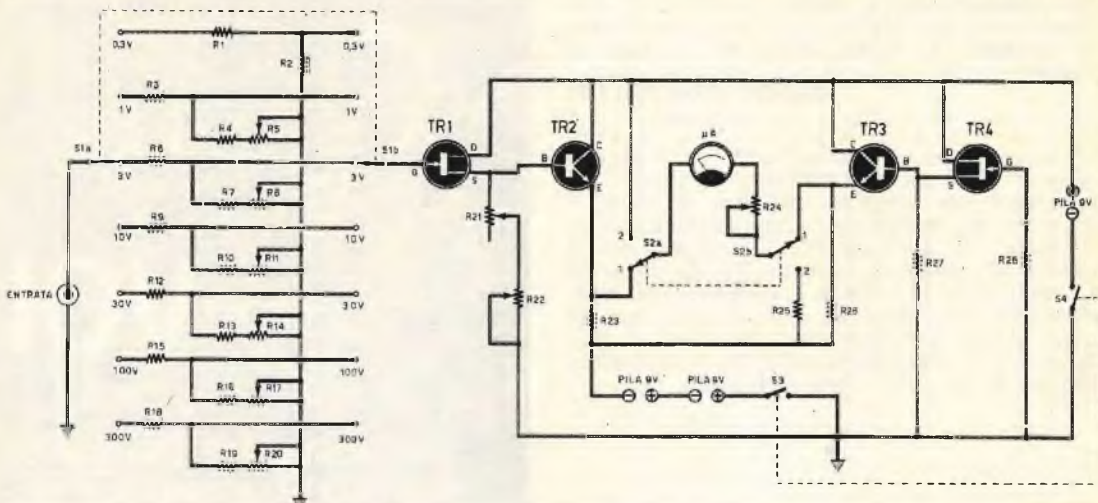 R1
0,3V 0,3V
R2
R3
1V 1V
R4 R5
S1a R6 S1b
3V 3V
R7 R8
R9
10V 10V
R10 R11
ENTRATA R12
30V 30V
R13 R14
R15
100V 100V
R16 R17
R18
300V 300V
R19 R20
TR1 TR2 µA TR3 TR4
D C C D
G S B E E B S G
R21 R24
2 S2a S2b 1
1 2
R22 R23 R25 R26 R27 R26
PILA 9V
S4
PILA 9V PILA 9V S3